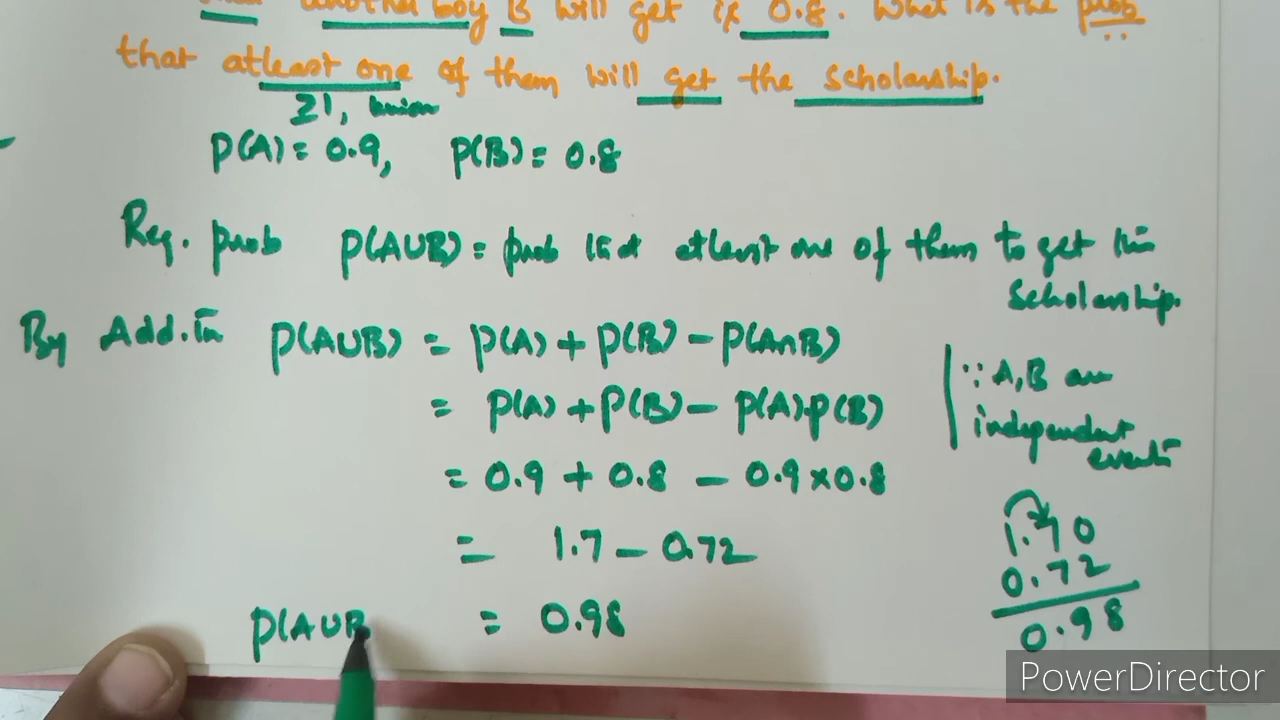 another boy B will get is 0.8. What is the prob
that atleast one of them will get the scholarship.
≥1, union
P(A) = 0.9, P(B) = 0.8
Req. prob P(AUB) = prob that atleast one of them to get the
Scholarship.
By Add. Th P(AUB) = P(A) + P(B) - P(A∩B)
= P(A) + P(B) - P(A).P(B)
∵ A, B are
independent
events
= 0.9 + 0.8 - 0.9 x 0.8
= 1.7 - 0.72
P(AUB = 0.98
1.70
0.72
0.98
PowerDirector